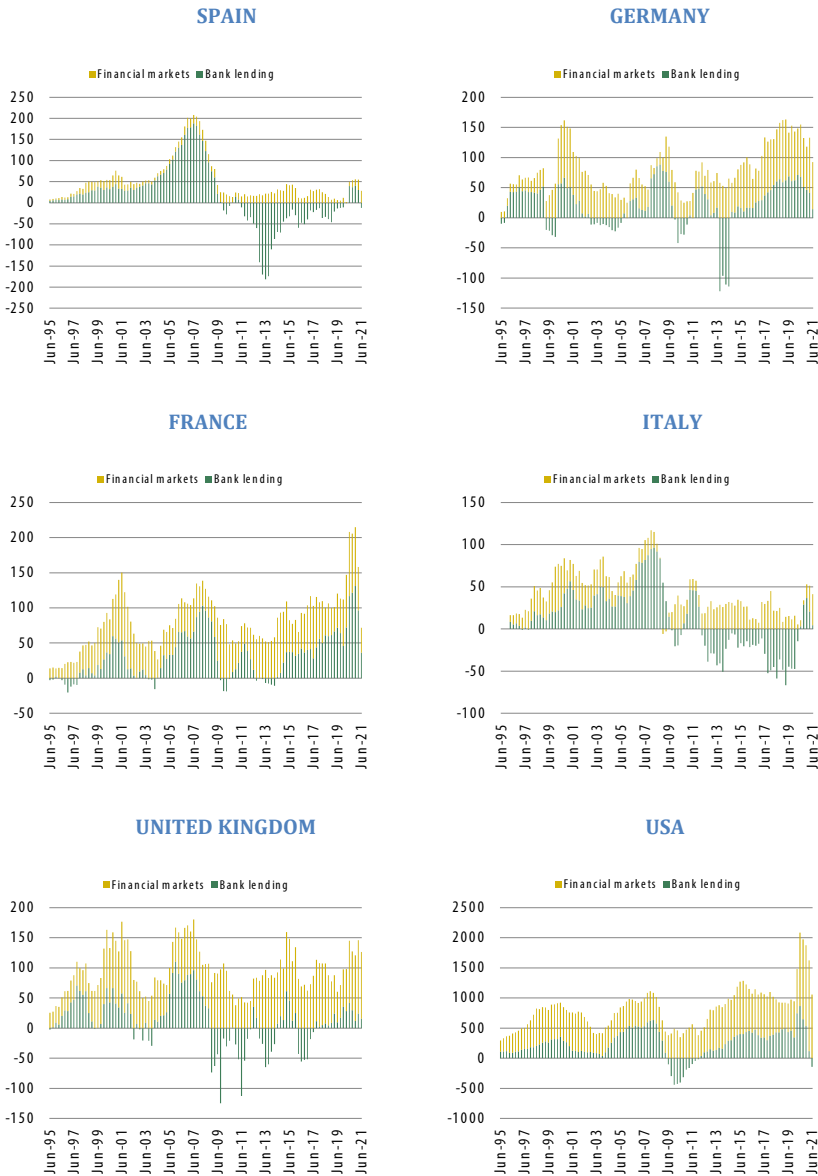 SPAIN
Financial markets Bank lending
250
200
150
100
50
0
-50
-100
-150
-200
-250
Jun-95
Jun-97
Jun-99
Jun-01
Jun-03
Jun-05
Jun-07
Jun-09
Jun-11
Jun-13
Jun-15
Jun-17
Jun-19
Jun-21
GERMANY
Financial markets Bank lending
200
150
100
50
0
-50
-100
-150
Jun-95
Jun-97
Jun-99
Jun-01
Jun-03
Jun-05
Jun-07
Jun-09
Jun-11
Jun-13
Jun-15
Jun-17
Jun-19
Jun-21
FRANCE
Financial markets Bank lending
250
200
150
100
50
0
-50
Jun-95
Jun-97
Jun-99
Jun-01
Jun-03
Jun-05
Jun-07
Jun-09
Jun-11
Jun-13
Jun-15
Jun-17
Jun-19
Jun-21
ITALY
Financial markets Bank lending
150
100
50
0
-50
-100
Jun-95
Jun-97
Jun-99
Jun-01
Jun-03
Jun-05
Jun-07
Jun-09
Jun-11
Jun-13
Jun-15
Jun-17
Jun-19
Jun-21
UNITED KINGDOM
Financial markets Bank lending
200
150
100
50
0
-50
-100
-150
Jun-95
Jun-97
Jun-99
Jun-01
Jun-03
Jun-05
Jun-07
Jun-09
Jun-11
Jun-13
Jun-15
Jun-17
Jun-19
Jun-21
USA
Financial markets Bank lending
2500
2000
1500
1000
500
0
-500
-1000
Jun-95
Jun-97
Jun-99
Jun-01
Jun-03
Jun-05
Jun-07
Jun-09
Jun-11
Jun-13
Jun-15
Jun-17
Jun-19
Jun-21